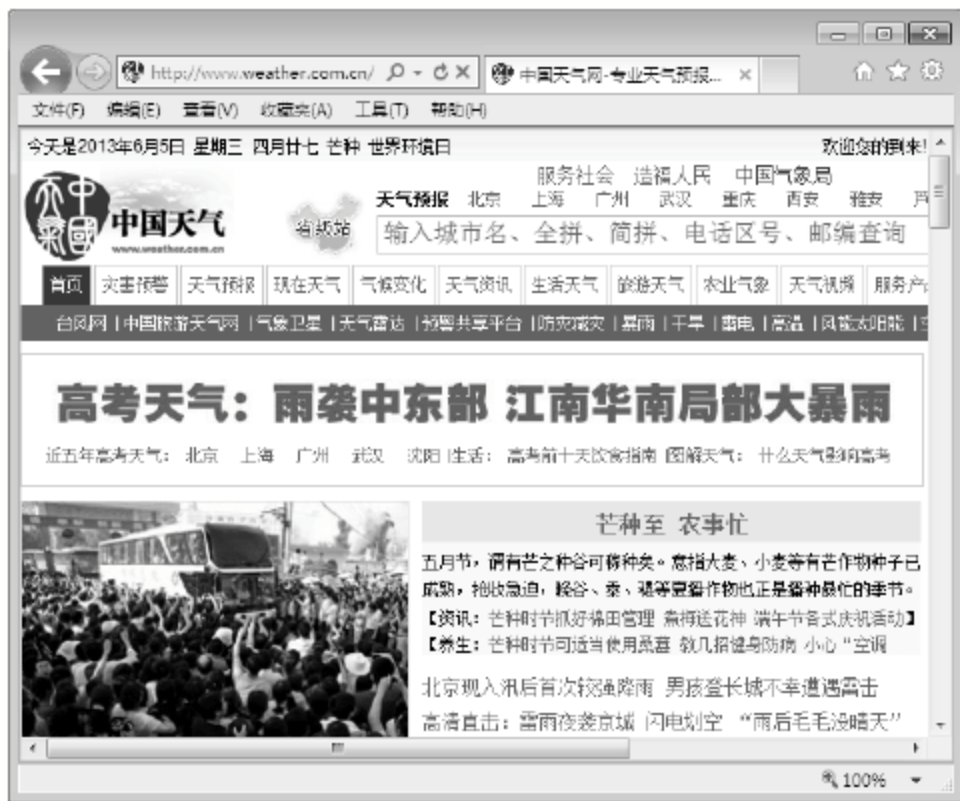 http://www.weather.com.cn/
中国天气网-专业天气预报...
文件(F) 编辑(E) 查看(V) 收藏夹(A) 工具(T) 帮助(H)
今天是2013年6月5日 星期三 四月廿七 芒种 世界环境日 欢迎您的到来!
服务社会 造福人民 中国气象局
天气预报 北京 上海 广州 武汉 重庆 西安 雅安
中国天气
www.weather.com.cn
省级站
输入城市名、全拼、简拼、电话区号、邮编查询
首页 灾害预警 天气预报 现在天气 气候变化 天气资讯 生活天气 旅游天气 农业气象 天气视频 服务产
台风网 |中国旅游天气网 |气象卫星 |天气雷达 |预警共享平台 |防灾减灾 |暴雨 |干旱 |雷电 |高温 |风能太阳能 |
高考天气：雨袭中东部 江南华南局部大暴雨
近五年高考天气： 北京 上海 广州 武汉 沈阳 |生活： 高考前十天饮食指南 |图解天气： 什么天气影响高考
芒种至 农事忙
五月节，谓有芒之种谷可稼种矣。意指大麦、小麦等有芒作物种子已
成熟，抢收急迫，晚谷、黍、稷等夏播作物也正是播种最忙的季节。
【资讯：芒种时节抓好棉田管理 煮梅送花神 端午节各式庆祝活动】
【养生：芒种时节可适当使用桑葚 教几招健身防病 小心“空调
北京现入汛后首次较强降雨 男孩登长城不幸遭遇雷击
高清直击：雷雨夜袭京城 闪电划空 “雨后毛毛没晴天”
100%